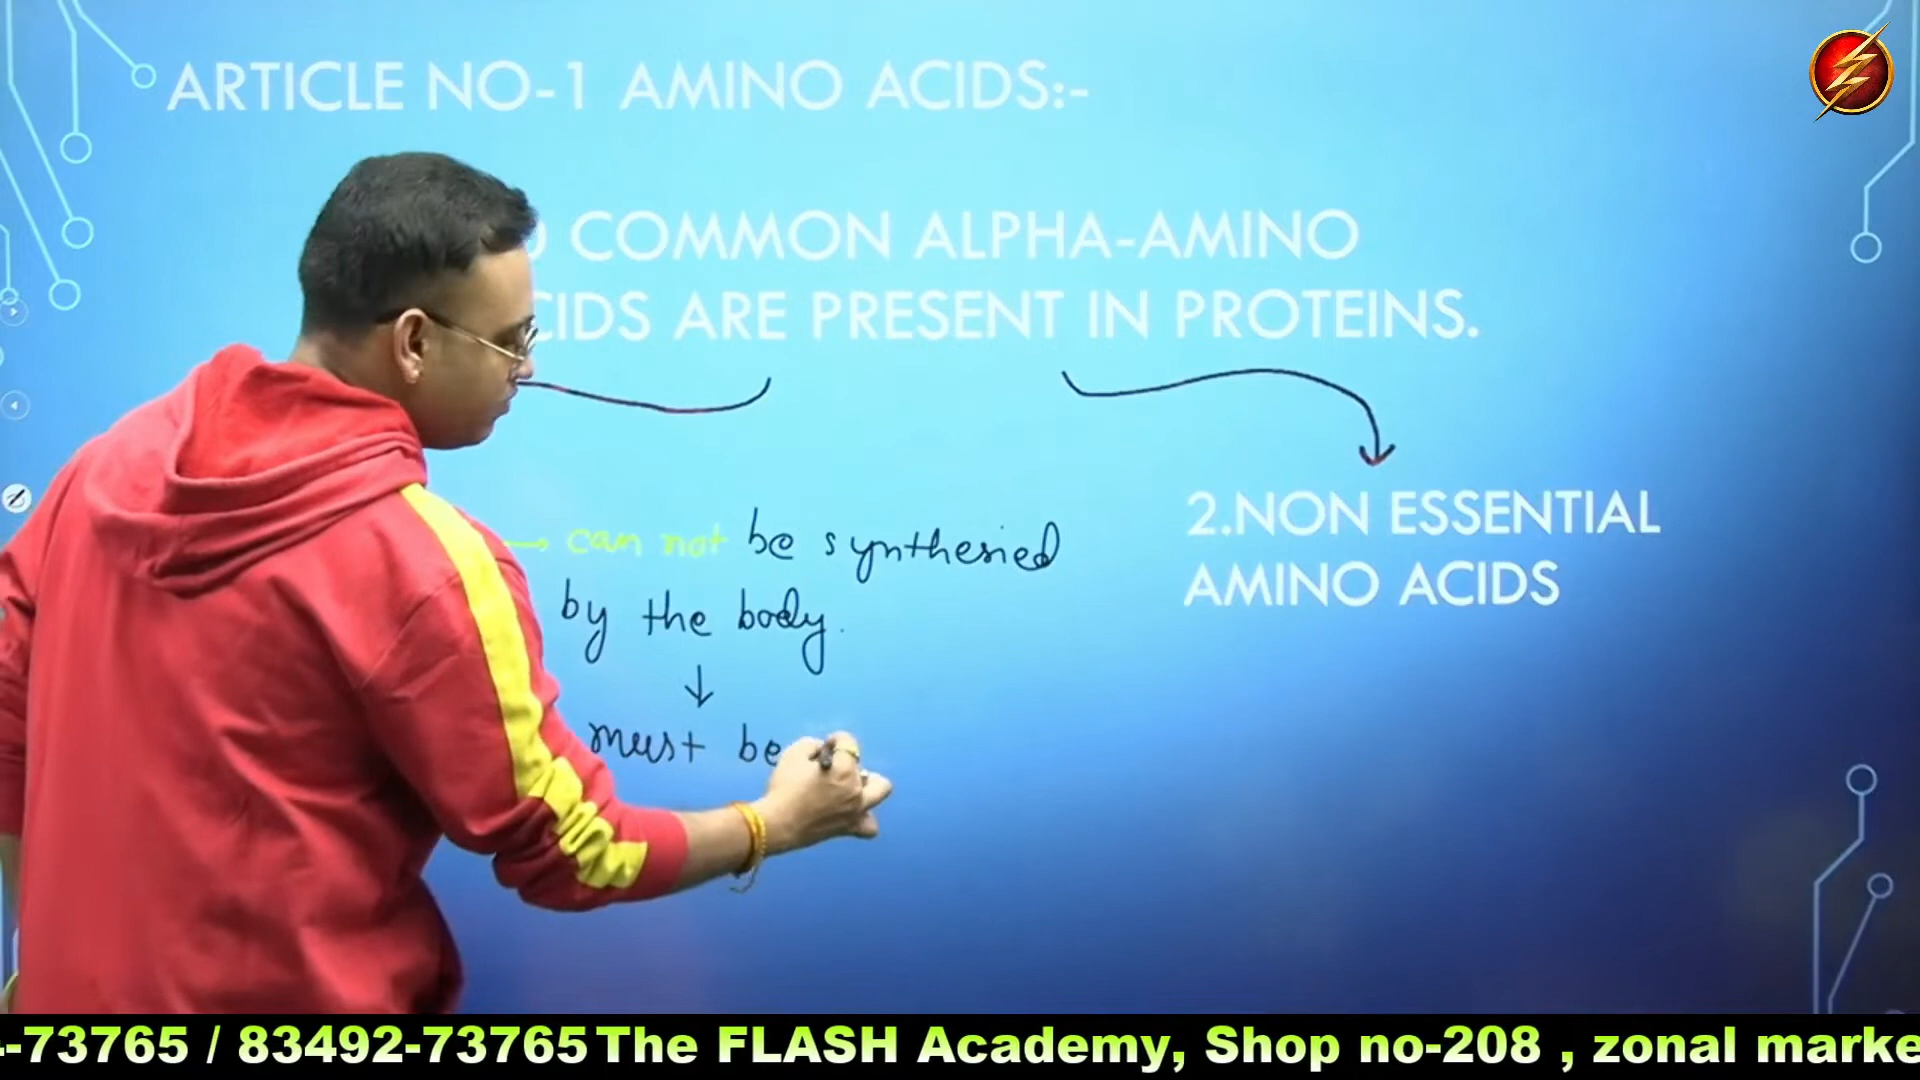 ARTICLE NO-1 AMINO ACIDS:-
COMMON ALPHA-AMINO
CIDS ARE PRESENT IN PROTEINS.
→ can not be synthesied
by the body.
↓
must be
2.NON ESSENTIAL
AMINO ACIDS
-73765 / 83492-73765 The FLASH Academy, Shop no-208 , zonal marke